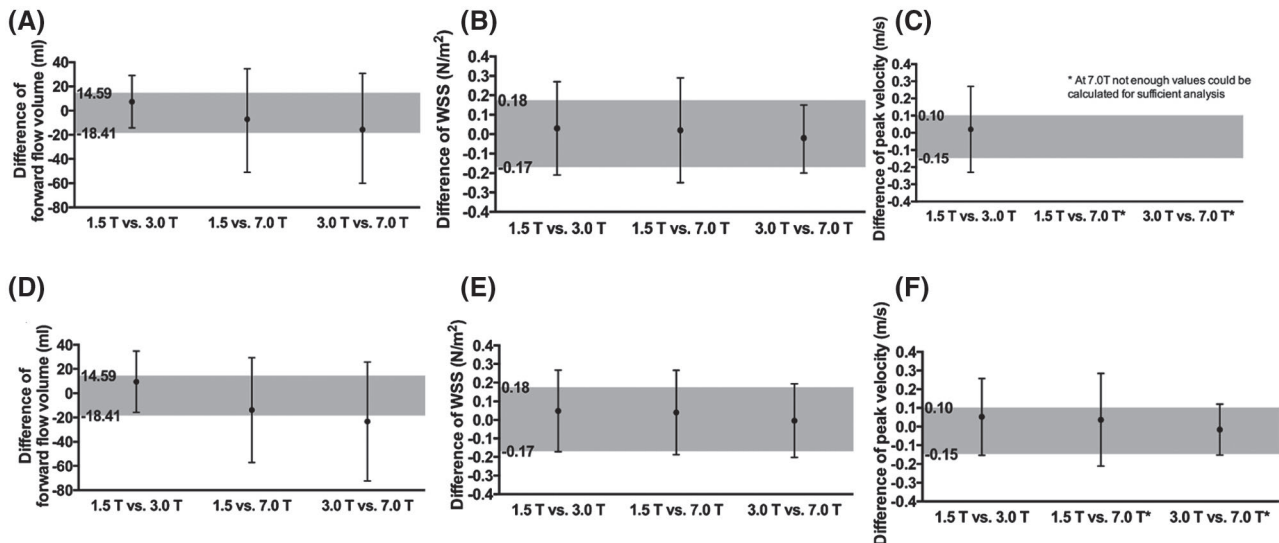 (A)
Difference of
forward flow volume (ml)
40
20
0
-20
-40
-60
-80
14.59
-18.41
1.5 T vs. 3.0 T
1.5 vs. 7.0 T
3.0 T vs. 7.0 T
(B)
Difference of WSS (N/m²)
0.4
0.3
0.2
0.1
0.0
-0.1
-0.2
-0.3
-0.4
0.18
-0.17
1.5 T vs. 3.0 T
1.5 T vs. 7.0 T
3.0 T vs. 7.0 T
(C)
Difference of peak velocity (m/s)
0.4
0.3
0.2
0.1
0.0
-0.1
-0.2
-0.3
-0.4
0.10
-0.15
* At 7.0T not enough values could be
calculated for sufficient analysis
1.5 T vs. 3.0 T
1.5 T vs. 7.0 T*
3.0 T vs. 7.0 T*
(D)
Difference of
forward flow volume (ml)
40
20
0
-20
-40
-60
-80
14.59
-18.41
1.5 T vs. 3.0 T
1.5 vs. 7.0 T
3.0 T vs. 7.0 T
(E)
Difference of WSS (N/m²)
0.4
0.3
0.2
0.1
0.0
-0.1
-0.2
-0.3
-0.4
0.18
-0.17
1.5 T vs. 3.0 T
1.5 T vs. 7.0 T
3.0 T vs. 7.0 T
(F)
Difference of peak velocity (m/s)
0.4
0.3
0.2
0.1
0.0
-0.1
-0.2
-0.3
-0.4
0.10
-0.15
1.5 T vs. 3.0 T
1.5 T vs. 7.0 T*
3.0 T vs. 7.0 T*